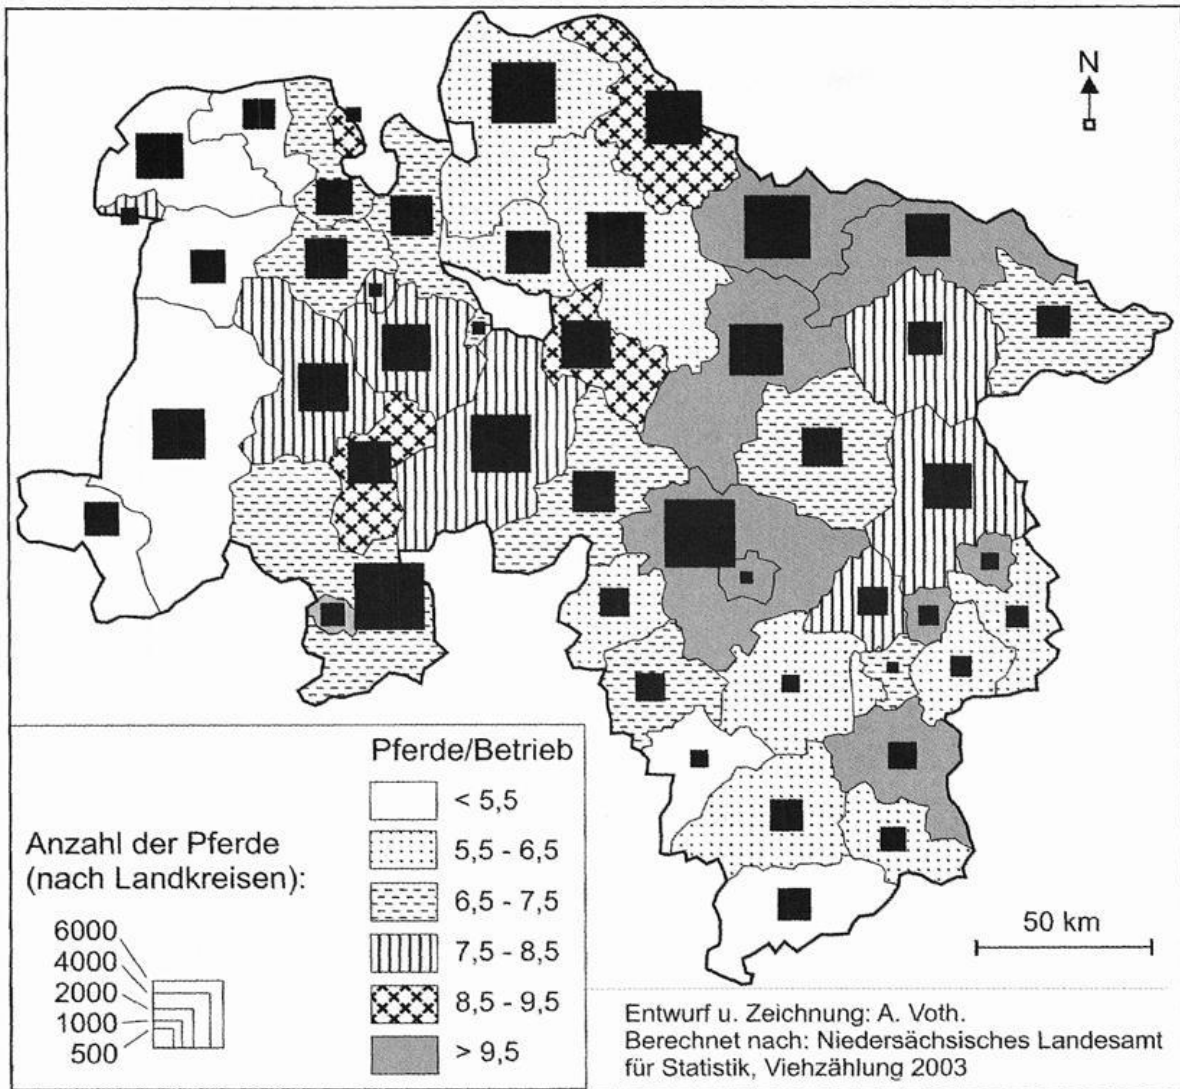 N
Pferde/Betrieb
< 5,5
5,5 - 6,5
6,5 - 7,5
7,5 - 8,5
8,5 - 9,5
> 9,5
Anzahl der Pferde
(nach Landkreisen):
6000
4000
2000
1000
500
50 km
Entwurf u. Zeichnung: A. Voth.
Berechnet nach: Niedersächsisches Landesamt
für Statistik, Viehzählung 2003